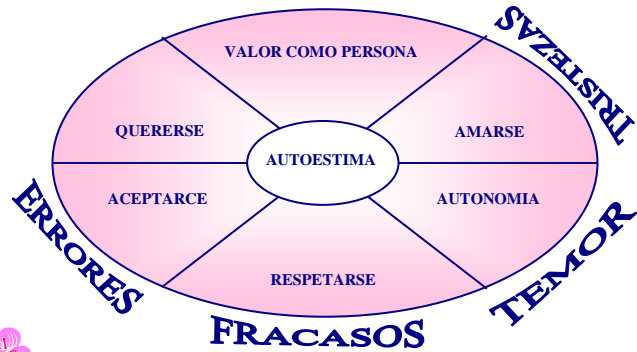 VALOR COMO PERSONA
TRISTEZAS
QUERERSE
AMARSE
AUTOESTIMA
ACEPTARCE
AUTONOMIA
ERRORES
RESPETARSE
TEMOR
FRACASOS